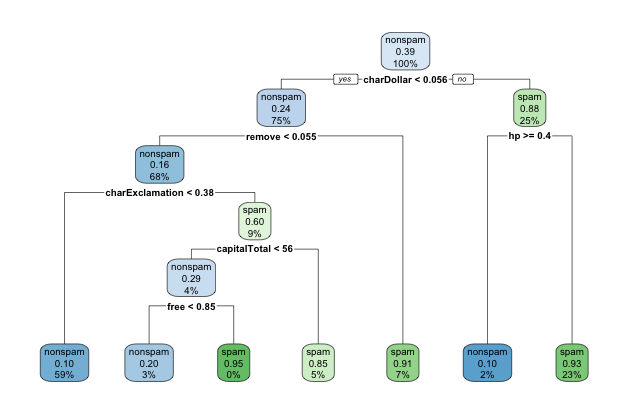 nonspam
0.39
100%
yes charDollar < 0.056 no
nonspam
0.24
75%
spam
0.88
25%
remove < 0.055
hp >= 0.4
nonspam
0.16
68%
charExclamation < 0.38
spam
0.60
9%
capitalTotal < 56
nonspam
0.29
4%
free < 0.85
nonspam
0.10
59%
nonspam
0.20
3%
spam
0.95
0%
spam
0.85
5%
spam
0.91
7%
nonspam
0.10
2%
spam
0.93
23%